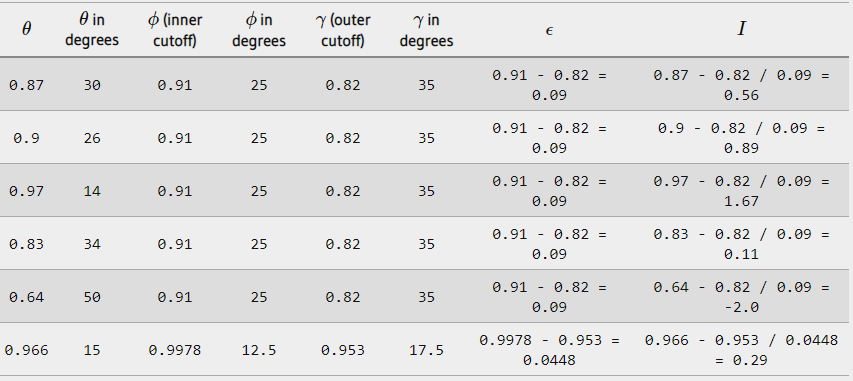 θ θ in degrees ϕ (inner cutoff) ϕ in degrees γ (outer cutoff) γ in degrees ϵ I
0.87 30 0.91 25 0.82 35 0.91 - 0.82 = 0.09 0.87 - 0.82 / 0.09 = 0.56
0.9 26 0.91 25 0.82 35 0.91 - 0.82 = 0.09 0.9 - 0.82 / 0.09 = 0.89
0.97 14 0.91 25 0.82 35 0.91 - 0.82 = 0.09 0.97 - 0.82 / 0.09 = 1.67
0.83 34 0.91 25 0.82 35 0.91 - 0.82 = 0.09 0.83 - 0.82 / 0.09 = 0.11
0.64 50 0.91 25 0.82 35 0.91 - 0.82 = 0.09 0.64 - 0.82 / 0.09 = -2.0
0.966 15 0.9978 12.5 0.953 17.5 0.9978 - 0.953 = 0.0448 0.966 - 0.953 / 0.0448 = 0.29